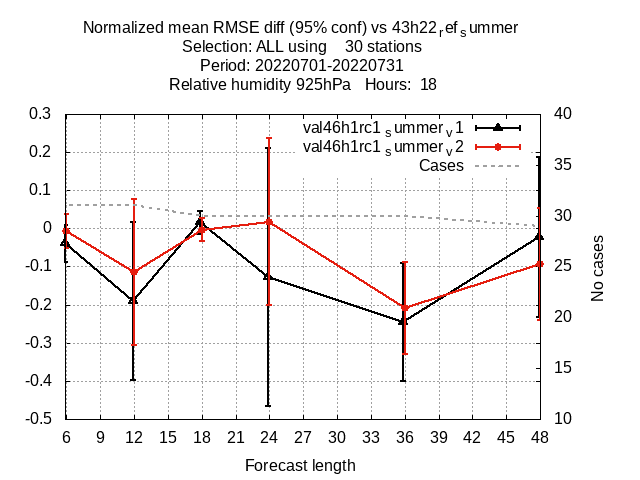 Normalized mean RMSE diff (95% conf) vs 43h22refsummer
Selection: ALL using 30 stations
Period: 20220701-20220731
Relative humidity 925hPa Hours: 18
val46h1rc1summerv1
val46h1rc1summerv2
Cases
0.3
0.2
0.1
0
-0.1
-0.2
-0.3
-0.4
-0.5
40
35
30
25
20
15
10
No cases
6 9 12 15 18 21 24 27 30 33 36 39 42 45 48
Forecast length